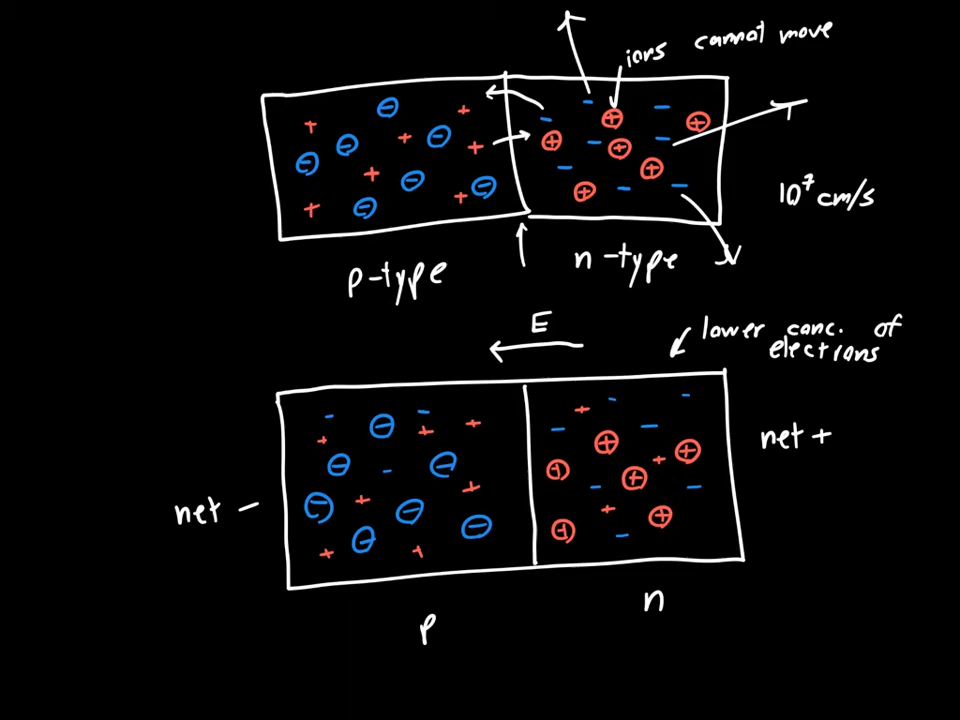 ions cannot move
10⁷ cm/s
p-type
n-type
E
lower conc. of
electrons
net +
net -
p
n